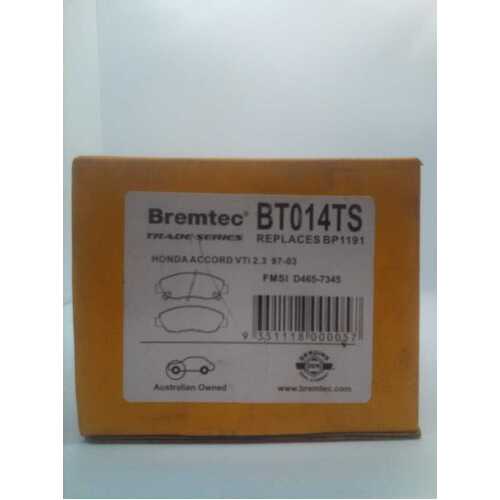 Bremtec® BT014TS
TRADE SERIES REPLACES BP1191
HONDA ACCORD VTI 2.3 97-03
FMSI D465-7345
9 351118 000057
Australian Owned
www.bremtec.com